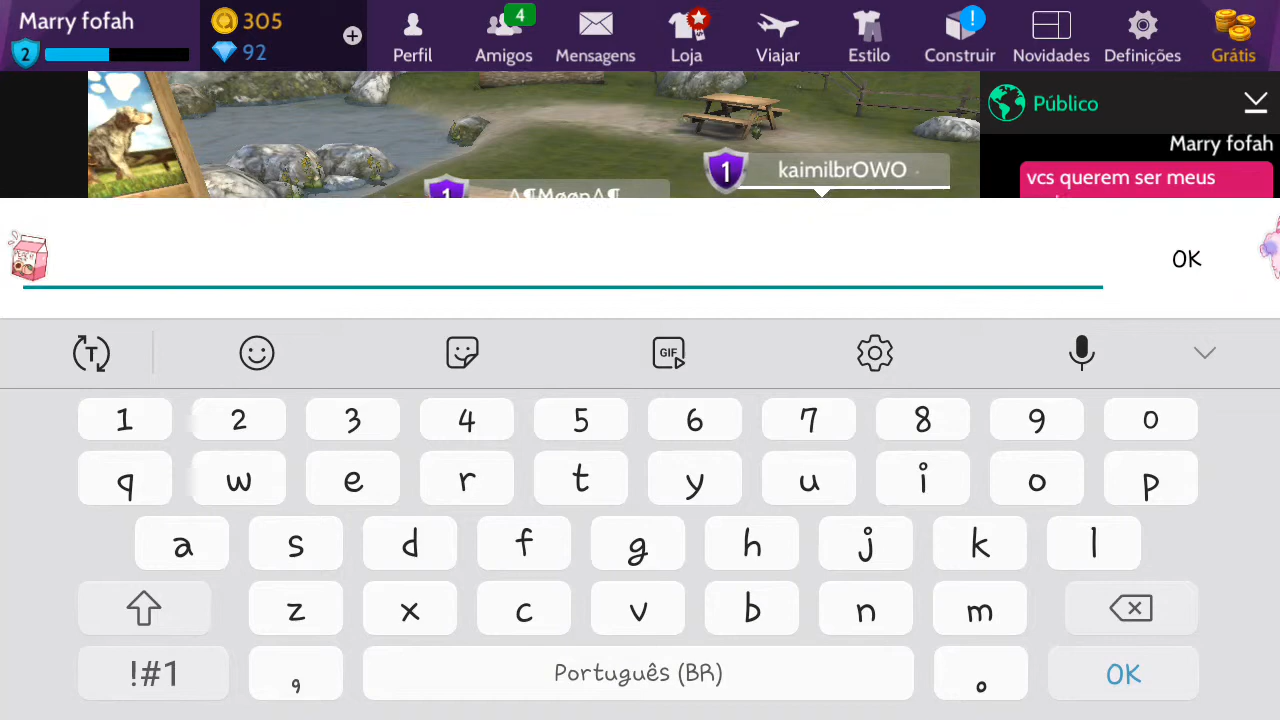 Marry fofah
2
305
92
Perfil
4
Amigos
Mensagens
Loja
Viajar
Estilo
!
Construir
Novidades
Definições
Grátis
Público
Marry fofah
vcs querem ser meus
1
kaimilbrOWO
1
OK
T
GIF
1 2 3 4 5 6 7 8 9 0
q w e r t y u i o p
a s d f g h j k l
z x c v b n m
!#1
,
Português (BR)
.
OK